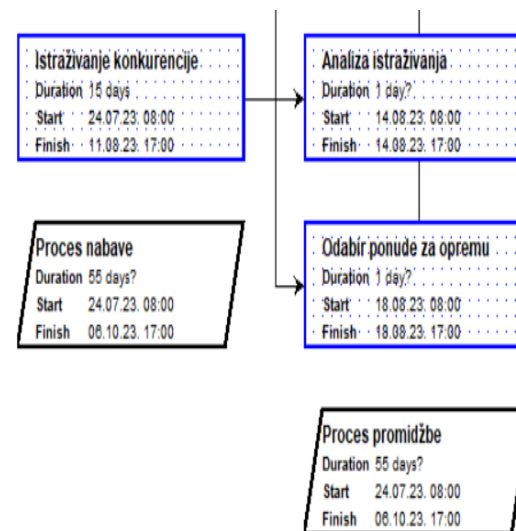 Istraživanje konkurencije
Duration 15 days
Start 24.07.23. 08:00
Finish 11.08.23. 17:00
Analiza istraživanja
Duration 1 day?
Start 14.08.23. 08:00
Finish 14.08.23. 17:00
Proces nabave
Duration 55 days?
Start 24.07.23. 08:00
Finish 06.10.23. 17:00
Odabir ponude za opremu
Duration 1 day?
Start 18.08.23. 08:00
Finish 18.08.23. 17:00
Proces promidžbe
Duration 55 days?
Start 24.07.23. 08:00
Finish 06.10.23. 17:00